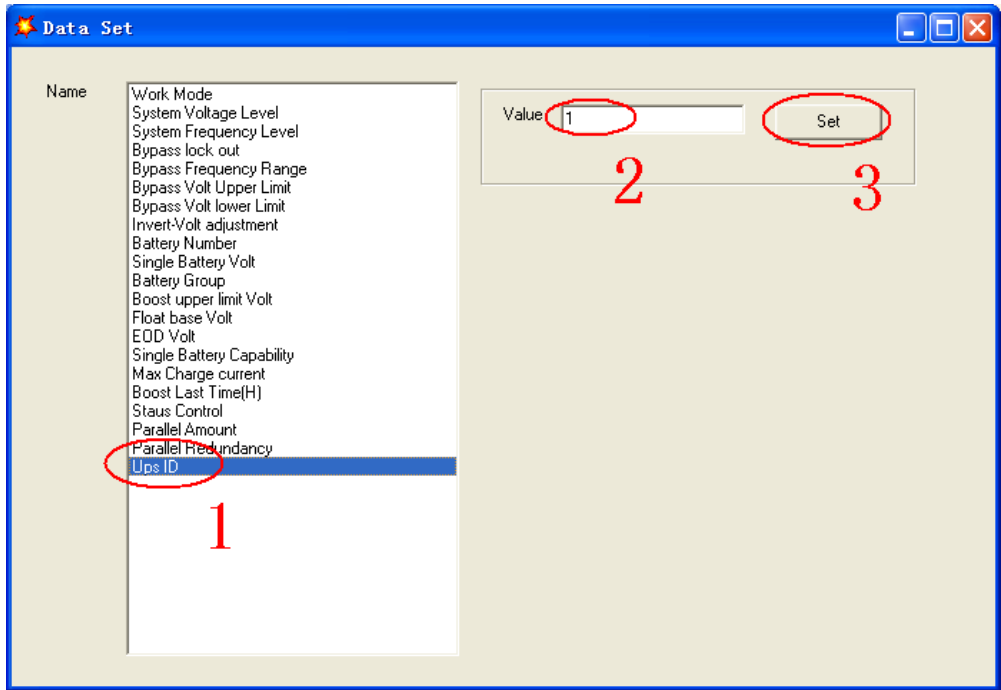 Data Set
Name
Work Mode
System Voltage Level
System Frequency Level
Bypass lock out
Bypass Frequency Range
Bypass Volt Upper Limit
Bypass Volt lower Limit
Invert-Volt adjustment
Battery Number
Single Battery Volt
Battery Group
Boost upper limit Volt
Float base Volt
EOD Volt
Single Battery Capability
Max Charge current
Boost Last Time(H)
Staus Control
Parallel Amount
Parallel Redundancy
Ups ID
1
Value 1
Set
2
3